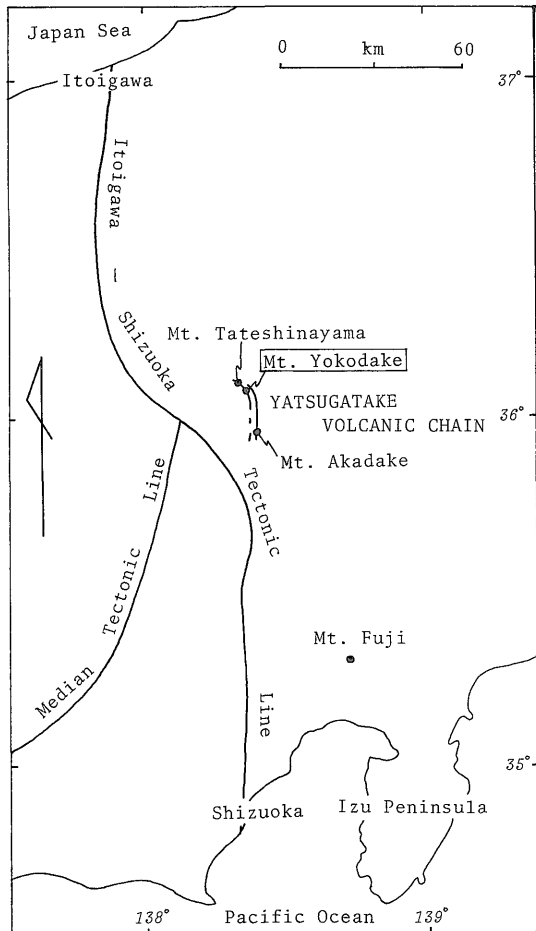 Japan Sea
0 km 60
Itoigawa
37°
Itoigawa — Shizuoka Tectonic Line
Mt. Tateshinayama
Mt. Yokodake
YATSUGATAKE
VOLCANIC CHAIN
36°
Mt. Akadake
Median Tectonic Line
Mt. Fuji
35°
Shizuoka
Izu Peninsula
138°
Pacific Ocean
139°